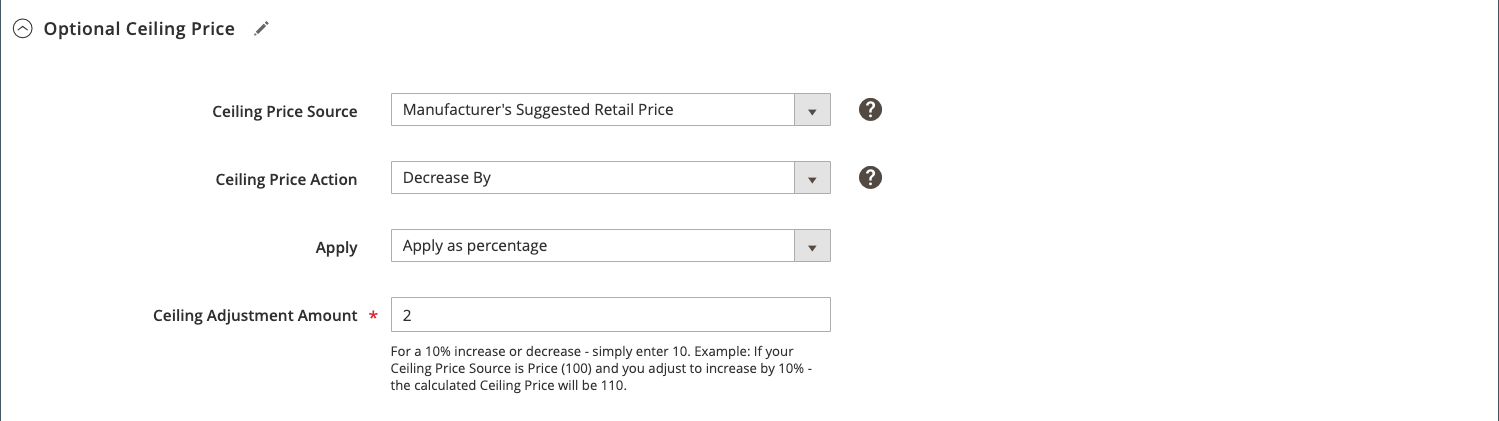 Optional Ceiling Price
Ceiling Price Source
Manufacturer's Suggested Retail Price
?
Ceiling Price Action
Decrease By
?
Apply
Apply as percentage
Ceiling Adjustment Amount *
2
For a 10% increase or decrease - simply enter 10. Example: If your
Ceiling Price Source is Price (100) and you adjust to increase by 10% -
the calculated Ceiling Price will be 110.